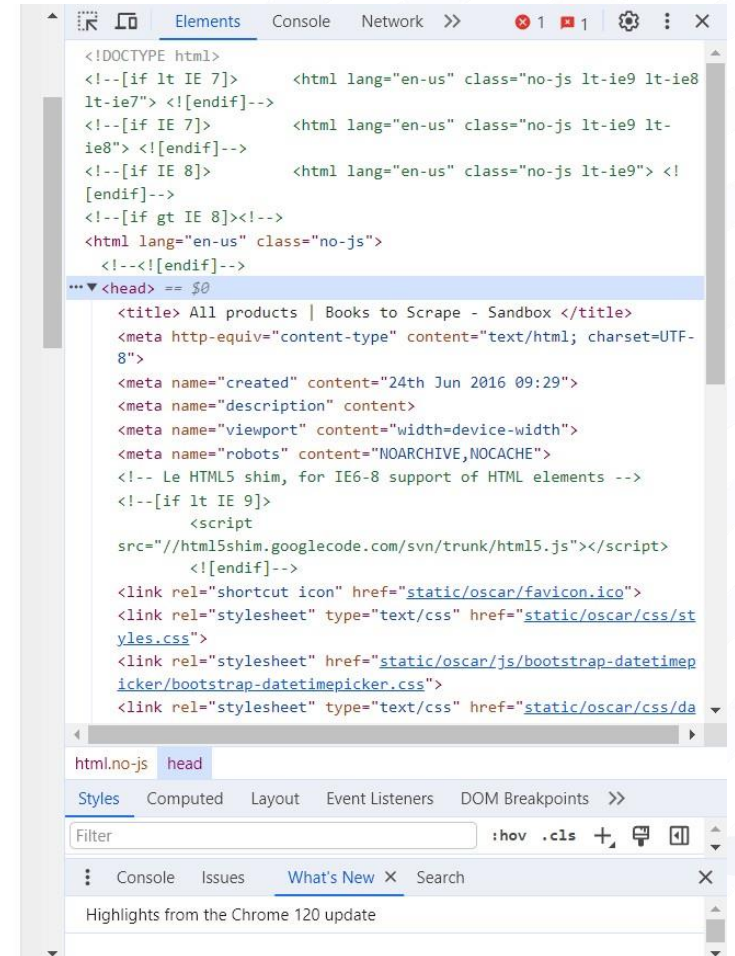 Elements Console Network >> 1 1
<!DOCTYPE html>
<!--[if lt IE 7]>      <html lang="en-us" class="no-js lt-ie9 lt-ie8
lt-ie7"> <![endif]-->
<!--[if IE 7]>         <html lang="en-us" class="no-js lt-ie9 lt-
ie8"> <![endif]-->
<!--[if IE 8]>         <html lang="en-us" class="no-js lt-ie9"> <!
[endif]-->
<!--[if gt IE 8]><!-->
<html lang="en-us" class="no-js">
<!--<![endif]-->
<head> == $0
<title> All products | Books to Scrape - Sandbox </title>
<meta http-equiv="content-type" content="text/html; charset=UTF-
8">
<meta name="created" content="24th Jun 2016 09:29">
<meta name="description" content>
<meta name="viewport" content="width=device-width">
<meta name="robots" content="NOARCHIVE,NOCACHE">
<!-- Le HTML5 shim, for IE6-8 support of HTML elements -->
<!--[if lt IE 9]>
<script
src="//html5shim.googlecode.com/svn/trunk/html5.js"></script>
<![endif]-->
<link rel="shortcut icon" href="static/oscar/favicon.ico">
<link rel="stylesheet" type="text/css" href="static/oscar/css/st
yles.css">
<link rel="stylesheet" href="static/oscar/js/bootstrap-datetimep
icker/bootstrap-datetimepicker.css">
<link rel="stylesheet" type="text/css" href="static/oscar/css/da
html.no-js head
Styles Computed Layout Event Listeners DOM Breakpoints >>
Filter :hov .cls +
Console Issues What's New × Search ×
Highlights from the Chrome 120 update